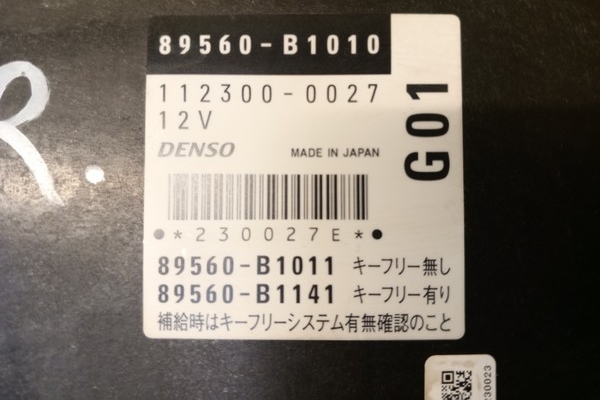 R.
89560-B1010
112300-0027
12V
DENSO MADE IN JAPAN
G01
*230027E*
89560-B1011 キーフリー無し
89560-B1141 キーフリー有り
補給時はキーフリーシステム有無確認のこと
30023